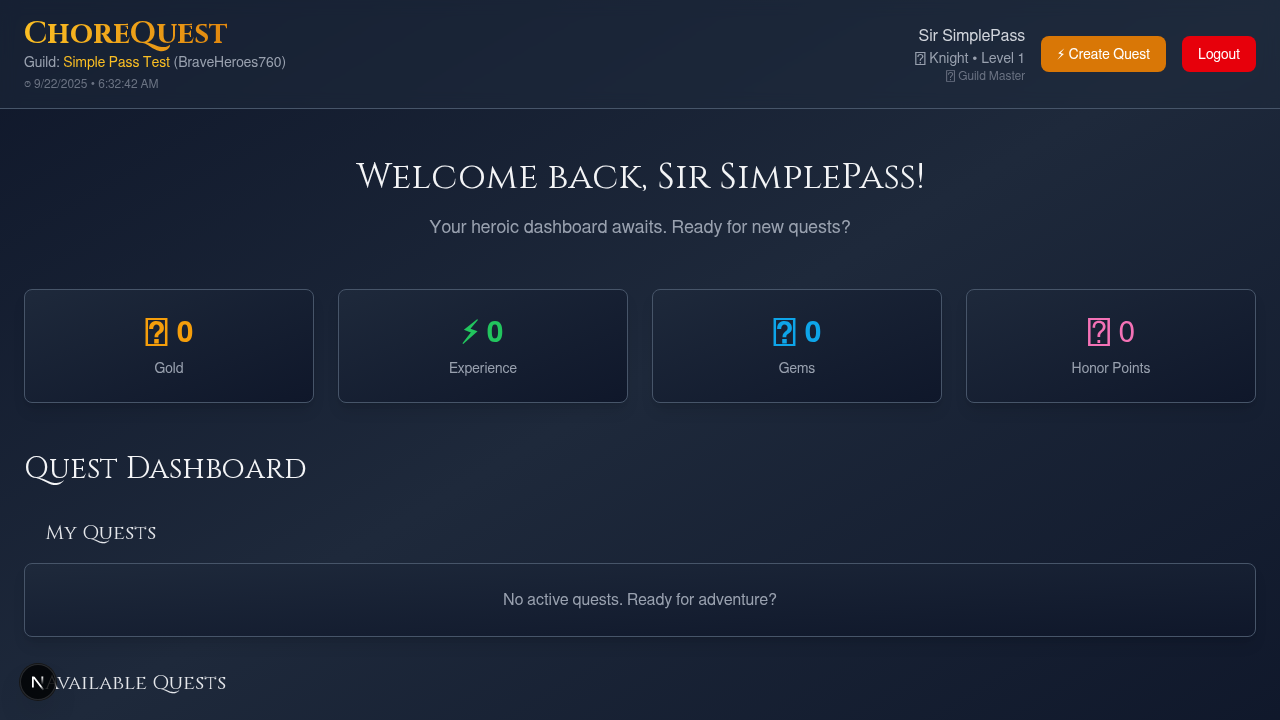 ChoreQuest
Guild: Simple Pass Test (BraveHeroes760)
9/22/2025 • 6:32:42 AM
Sir SimplePass
Knight • Level 1
Guild Master
⚡ Create Quest
Logout
Welcome back, Sir SimplePass!
Your heroic dashboard awaits. Ready for new quests?
0
Gold
⚡ 0
Experience
0
Gems
0
Honor Points
Quest Dashboard
My Quests
No active quests. Ready for adventure?
N
Available Quests